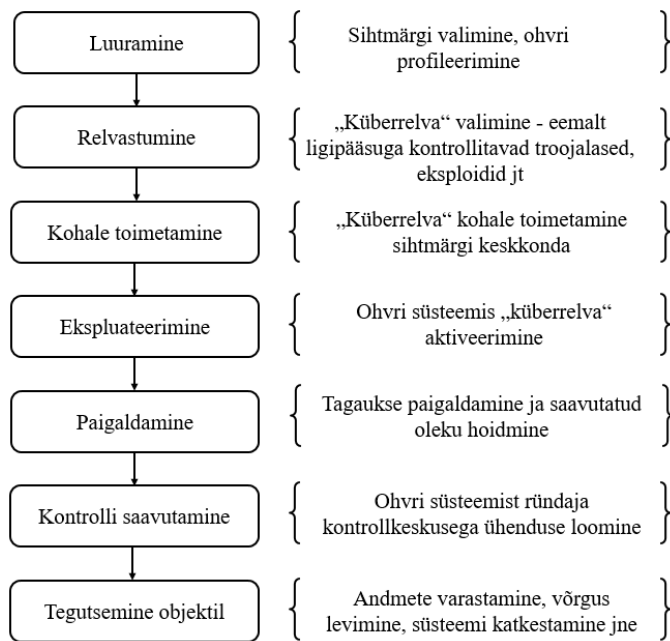 Luuramine
Sihtmärgi valimine, ohvri
profileerimine
Relvastumine
„Küberrelva“ valimine - eemalt
ligipääsuga kontrollitavad troojalased,
eksploidid jt
Kohale toimetamine
„Küberrelva“ kohale toimetamine
sihtmärgi keskkonda
Ekspluateerimine
Ohvri süsteemis „küberrelva“
aktiveerimine
Paigaldamine
Tagaukse paigaldamine ja saavutatud
oleku hoidmine
Kontrolli saavutamine
Ohvri süsteemist ründaja
kontrollkeskusega ühenduse loomine
Tegutsemine objektil
Andmete varastamine, võrgus
levimine, süsteemi katkestamine jne